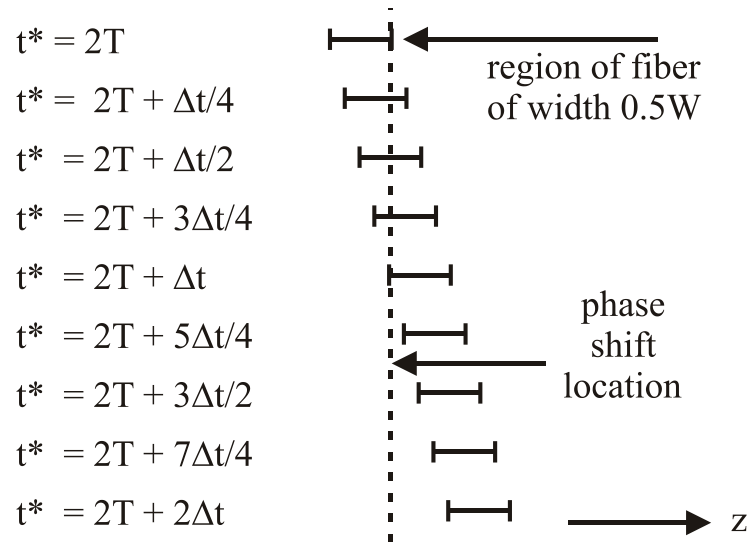 t* = 2T
region of fiber
of width 0.5W
t* = 2T + Δt/4
t* = 2T + Δt/2
t* = 2T + 3Δt/4
t* = 2T + Δt
phase
shift
location
t* = 2T + 5Δt/4
t* = 2T + 3Δt/2
t* = 2T + 7Δt/4
t* = 2T + 2Δt
z